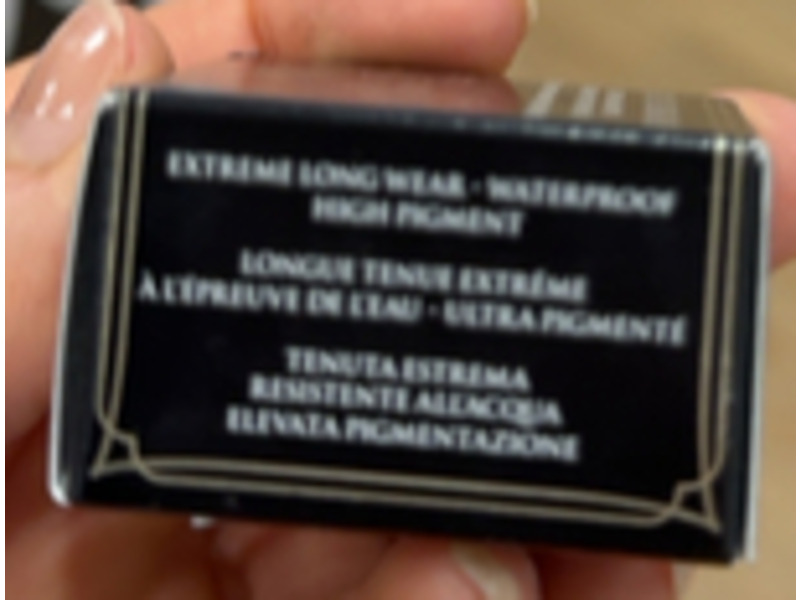 EXTREME LONG WEAR · WATERPROOF
HIGH PIGMENT
LONGUE TENUE EXTRÊME
À L'ÉPREUVE DE L'EAU · ULTRA PIGMENTÉ
TENUTA ESTREMA
RESISTENTE ALL'ACQUA
ELEVATA PIGMENTAZIONE